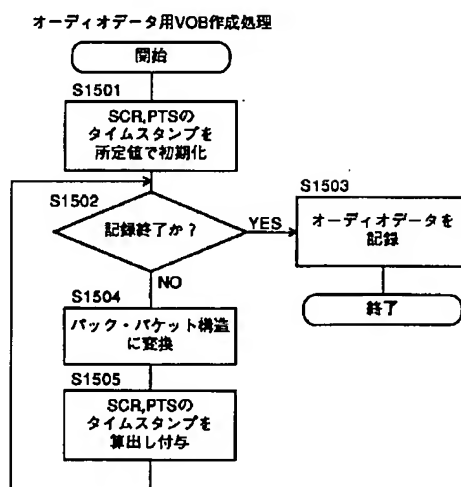 オーディオデータ用VOB作成処理
開始
S1501
SCR,PTSの
タイムスタンプを
所定値で初期化
S1502
記録終了か？
YES
S1503
オーディオデータを
記録
終了
NO
S1504
パック・パケット構造
に変換
S1505
SCR,PTSの
タイムスタンプを
算出し付与